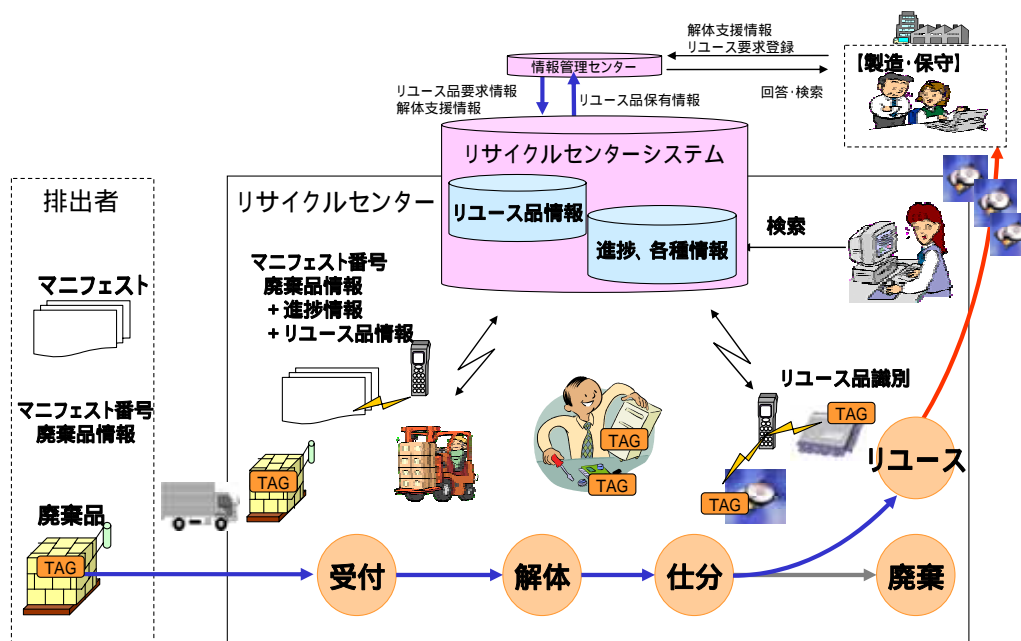 解体支援情報
リユース要求登録
情報管理センター
【製造・保守】
リユース品要求情報
解体支援情報
リユース品保有情報
回答・検索
リサイクルセンターシステム
排出者
リサイクルセンター
リユース品情報
進捗、各種情報
検索
マニフェスト
マニフェスト番号
廃棄品情報
+進捗情報
+リユース品情報
リユース品識別
マニフェスト番号
廃棄品情報
TAG
TAG
TAG
TAG
TAG
リユース
廃棄品
TAG
受付
解体
仕分
廃棄